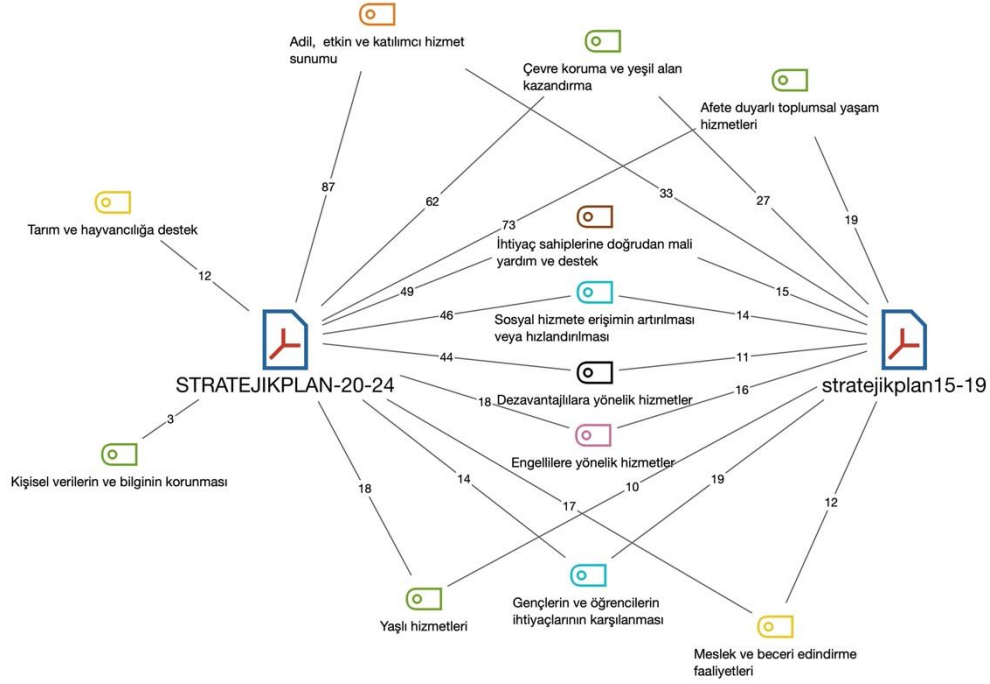 Adil, etkin ve katılımcı hizmet
sunumu
Çevre koruma ve yeşil alan
kazandırma
Afete duyarlı toplumsal yaşam
hizmetleri
87
62
33
27
73
19
Tarım ve hayvancılığa destek
12
İhtiyaç sahiplerine doğrudan mali
yardım ve destek
49
15
46
14
Sosyal hizmete erişimin artırılması
veya hızlandırılması
44
11
STRATEJIKPLAN-20-24
stratejikplan15-19
18
Dezavantajlılara yönelik hizmetler
16
3
Engellilere yönelik hizmetler
Kişisel verilerin ve bilginin korunması
18
14
10
19
17
12
Yaşlı hizmetleri
Gençlerin ve öğrencilerin
ihtiyaçlarının karşılanması
Meslek ve beceri edindirme
faaliyetleri